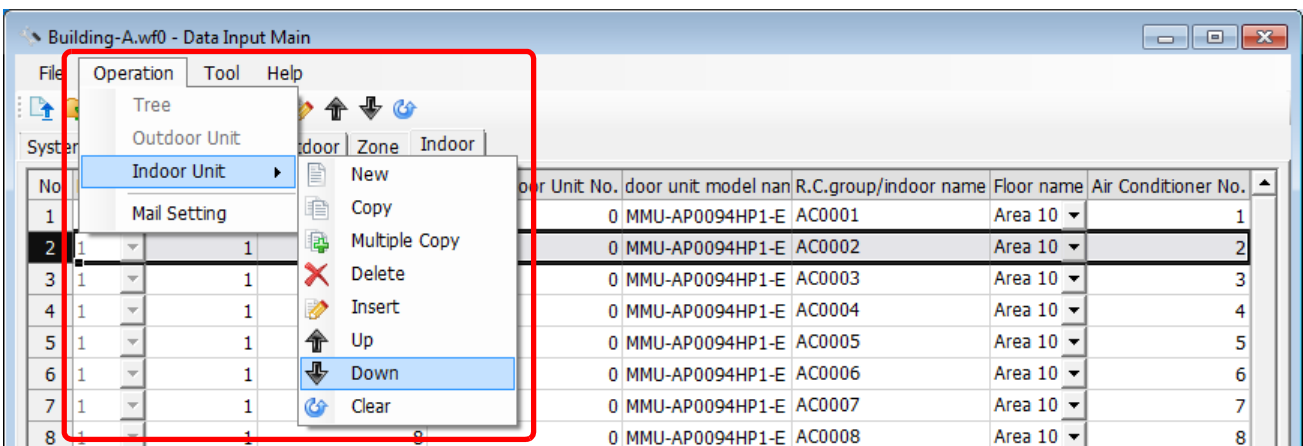 Building-A.wf0 - Data Input Main
File Operation Tool Help
Tree
Outdoor Unit
Indoor Unit
Mail Setting
Zone Indoor
New
Copy
Multiple Copy
Delete
Insert
Up
Down
Clear
No oor Unit No. door unit model nan R.C.group/indoor name Floor name Air Conditioner No.
1 0 MMU-AP0094HP1-E AC0001 Area 10 1
2 1 1 0 MMU-AP0094HP1-E AC0002 Area 10 2
3 1 1 0 MMU-AP0094HP1-E AC0003 Area 10 3
4 1 1 0 MMU-AP0094HP1-E AC0004 Area 10 4
5 1 1 0 MMU-AP0094HP1-E AC0005 Area 10 5
6 1 1 0 MMU-AP0094HP1-E AC0006 Area 10 6
7 1 1 0 MMU-AP0094HP1-E AC0007 Area 10 7
8 1 1 8 0 MMU-AP0094HP1-E AC0008 Area 10 8